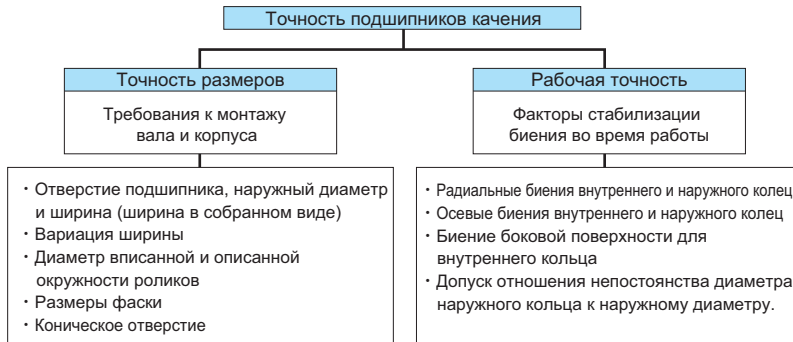 Точность подшипников качения
Точность размеров
Требования к монтажу
вала и корпуса
・Отверстие подшипника, наружный диаметр
и ширина (ширина в собранном виде)
・Вариация ширины
・Диаметр вписанной и описанной
окружности роликов
・Размеры фаски
・Коническое отверстие
Рабочая точность
Факторы стабилизации
биения во время работы
・Радиальные биения внутреннего и наружного колец
・Осевые биения внутреннего и наружного колец
・Биение боковой поверхности для
внутреннего кольца
・Допуск отношения непостоянства диаметра
наружного кольца к наружному диаметру.